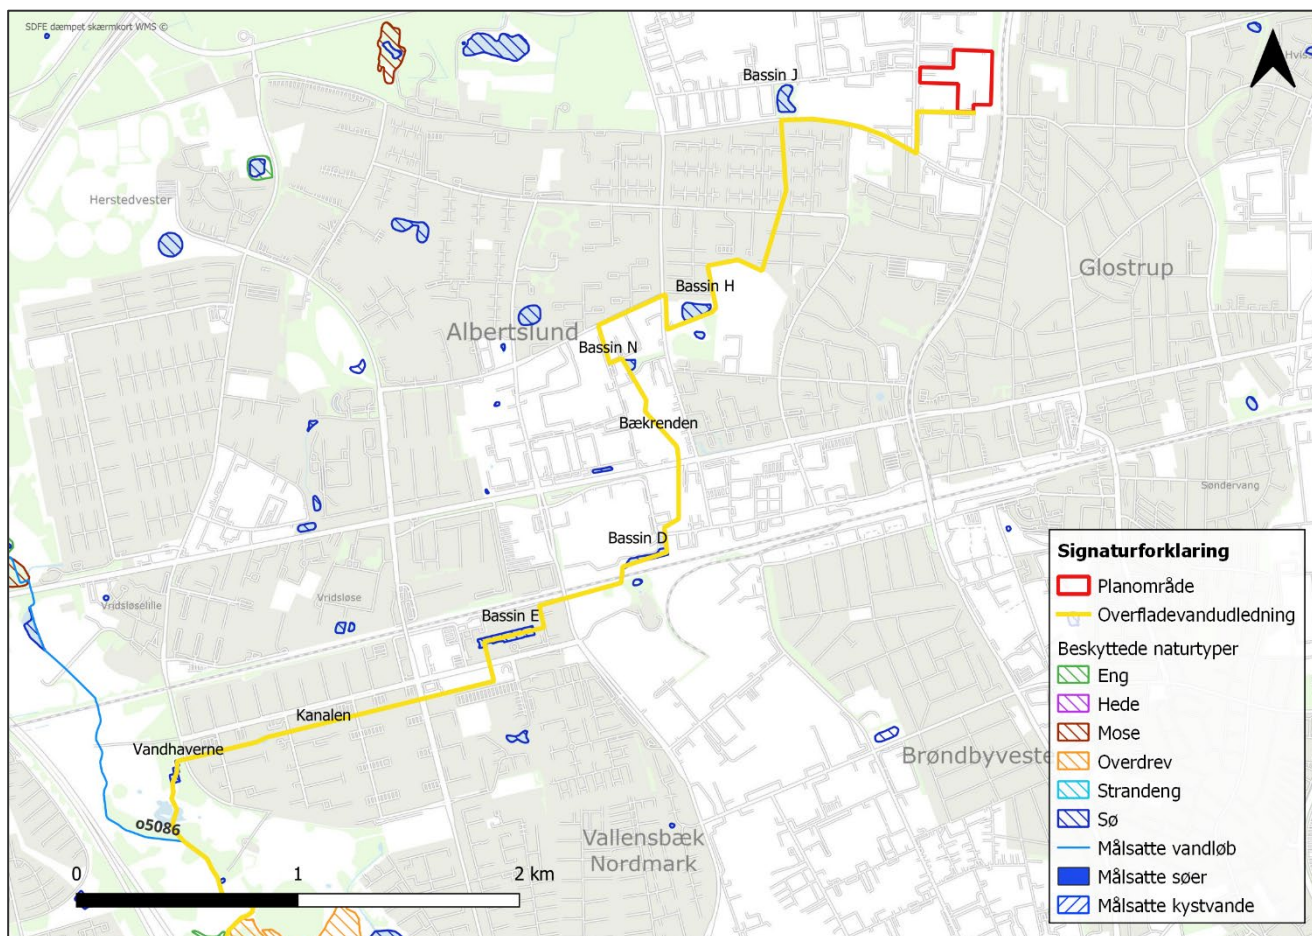 SDFE dæmpet skærmkort WMS ©
Bassin J
Herstedvester
Glostrup
Bassin H
Albertslund
Bassin N
Bækrenden
Søndervang
Bassin D
Vridsløselille
Vridsløse
Bassin E
Kanalen
Vandhaverne
Brøndbyveste
o5086
Vallensbæk
Nordmark
0 1 2 km
Signaturforklaring
Planområde
Overfladevandudledning
Beskyttede naturtyper
Eng
Hede
Mose
Overdrev
Strandeng
Sø
Målsatte vandløb
Målsatte søer
Målsatte kystvande